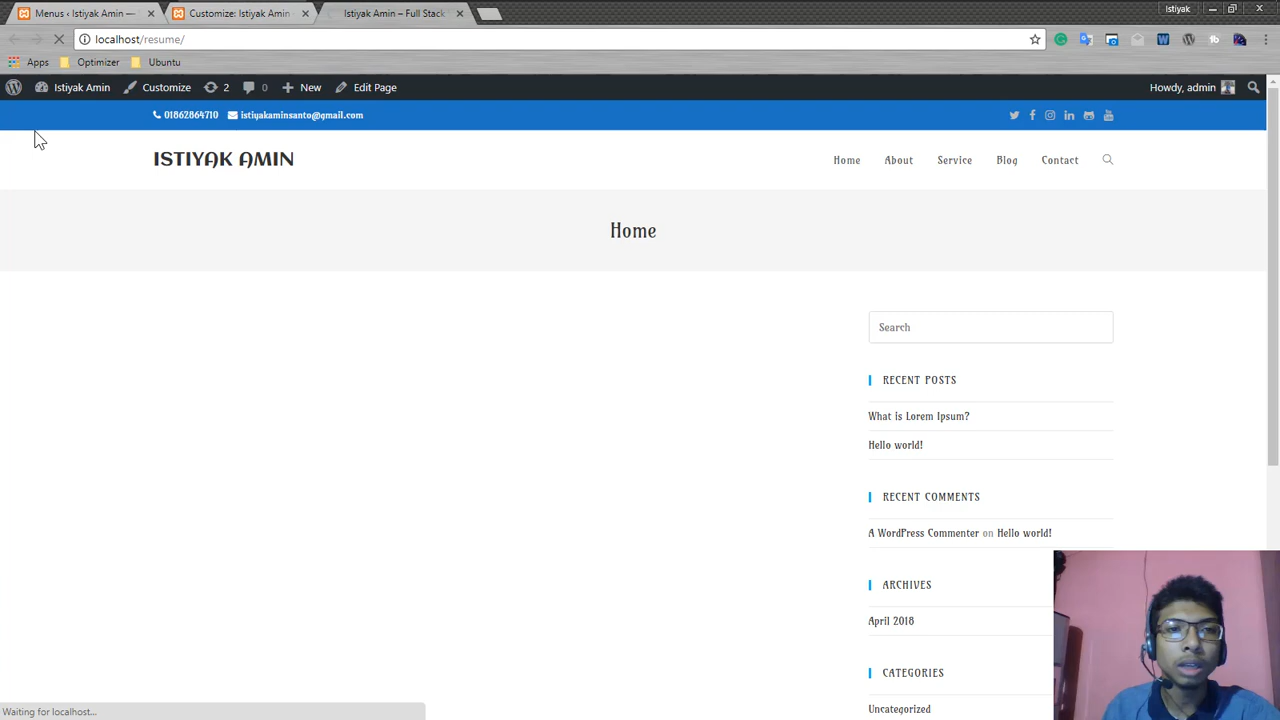 Menus ‹ Istiyak Amin —
Customize: Istiyak Amin
Istiyak Amin – Full Stack
Istiyak
localhost/resume/
Apps
Optimizer
Ubuntu
Istiyak Amin
Customize
2
0
New
Edit Page
Howdy, admin
01862864710
istiyakaminsanto@gmail.com
ISTIYAK AMIN
Home
About
Service
Blog
Contact
Home
Search
RECENT POSTS
What is Lorem Ipsum?
Hello world!
RECENT COMMENTS
A WordPress Commenter on Hello world!
ARCHIVES
April 2018
CATEGORIES
Uncategorized
Waiting for localhost...